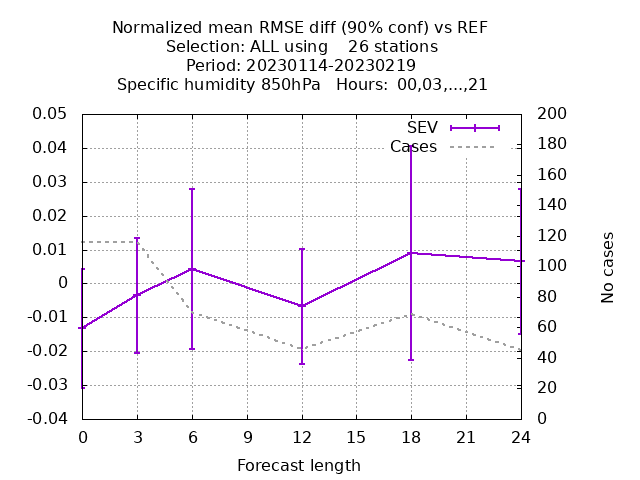 Normalized mean RMSE diff (90% conf) vs REF
Selection: ALL using    26 stations
Period: 20230114-20230219
Specific humidity 850hPa   Hours: 00,03,...,21
0.05
0.04
0.03
0.02
0.01
0
-0.01
-0.02
-0.03
-0.04
SEV
Cases
200
180
160
140
120
100
80
60
40
20
0
No cases
0 3 6 9 12 15 18 21 24
Forecast length